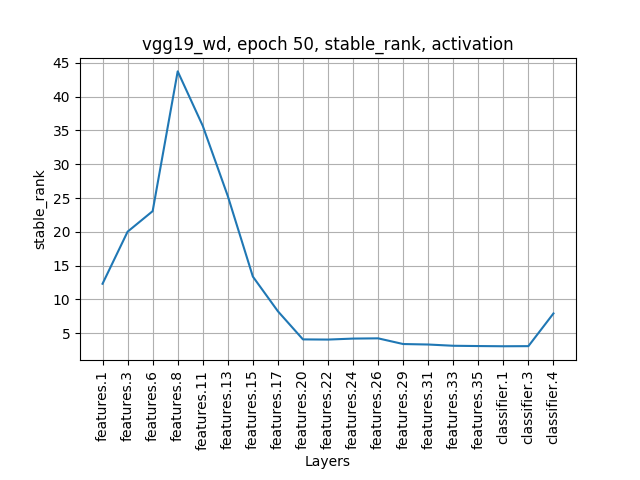 vgg19_wd, epoch 50, stable_rank, activation
45
40
35
30
25
20
15
10
5
stable_rank
features.1
features.3
features.6
features.8
features.11
features.13
features.15
features.17
features.20
features.22
features.24
features.26
features.29
features.31
features.33
features.35
classifier.1
classifier.3
classifier.4
Layers